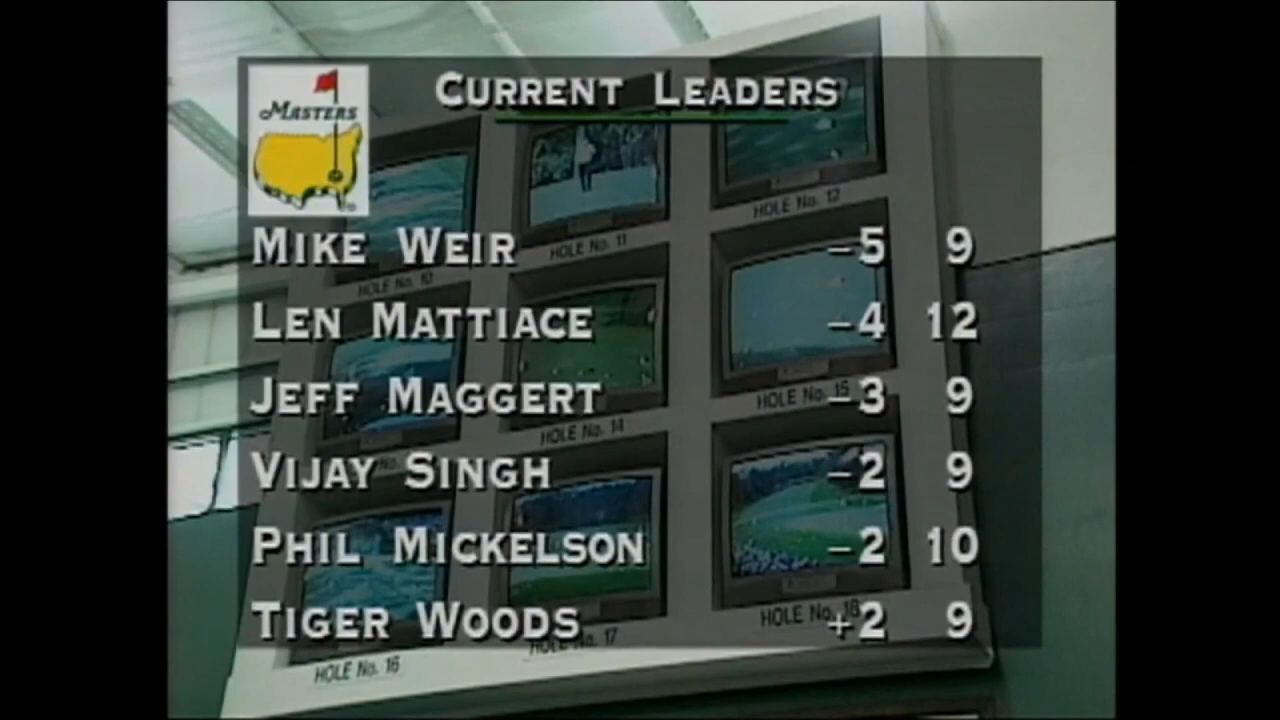 CURRENT LEADERS
MASTERS
MIKE WEIR -5 9
LEN MATTIACE -4 12
JEFF MAGGERT -3 9
VIJAY SINGH -2 9
PHIL MICKELSON -2 10
TIGER WOODS +2 9
HOLE No. 10
HOLE No. 11
HOLE No. 12
HOLE No. 14
HOLE No. 15
HOLE No. 16
HOLE No. 17
HOLE No. 18